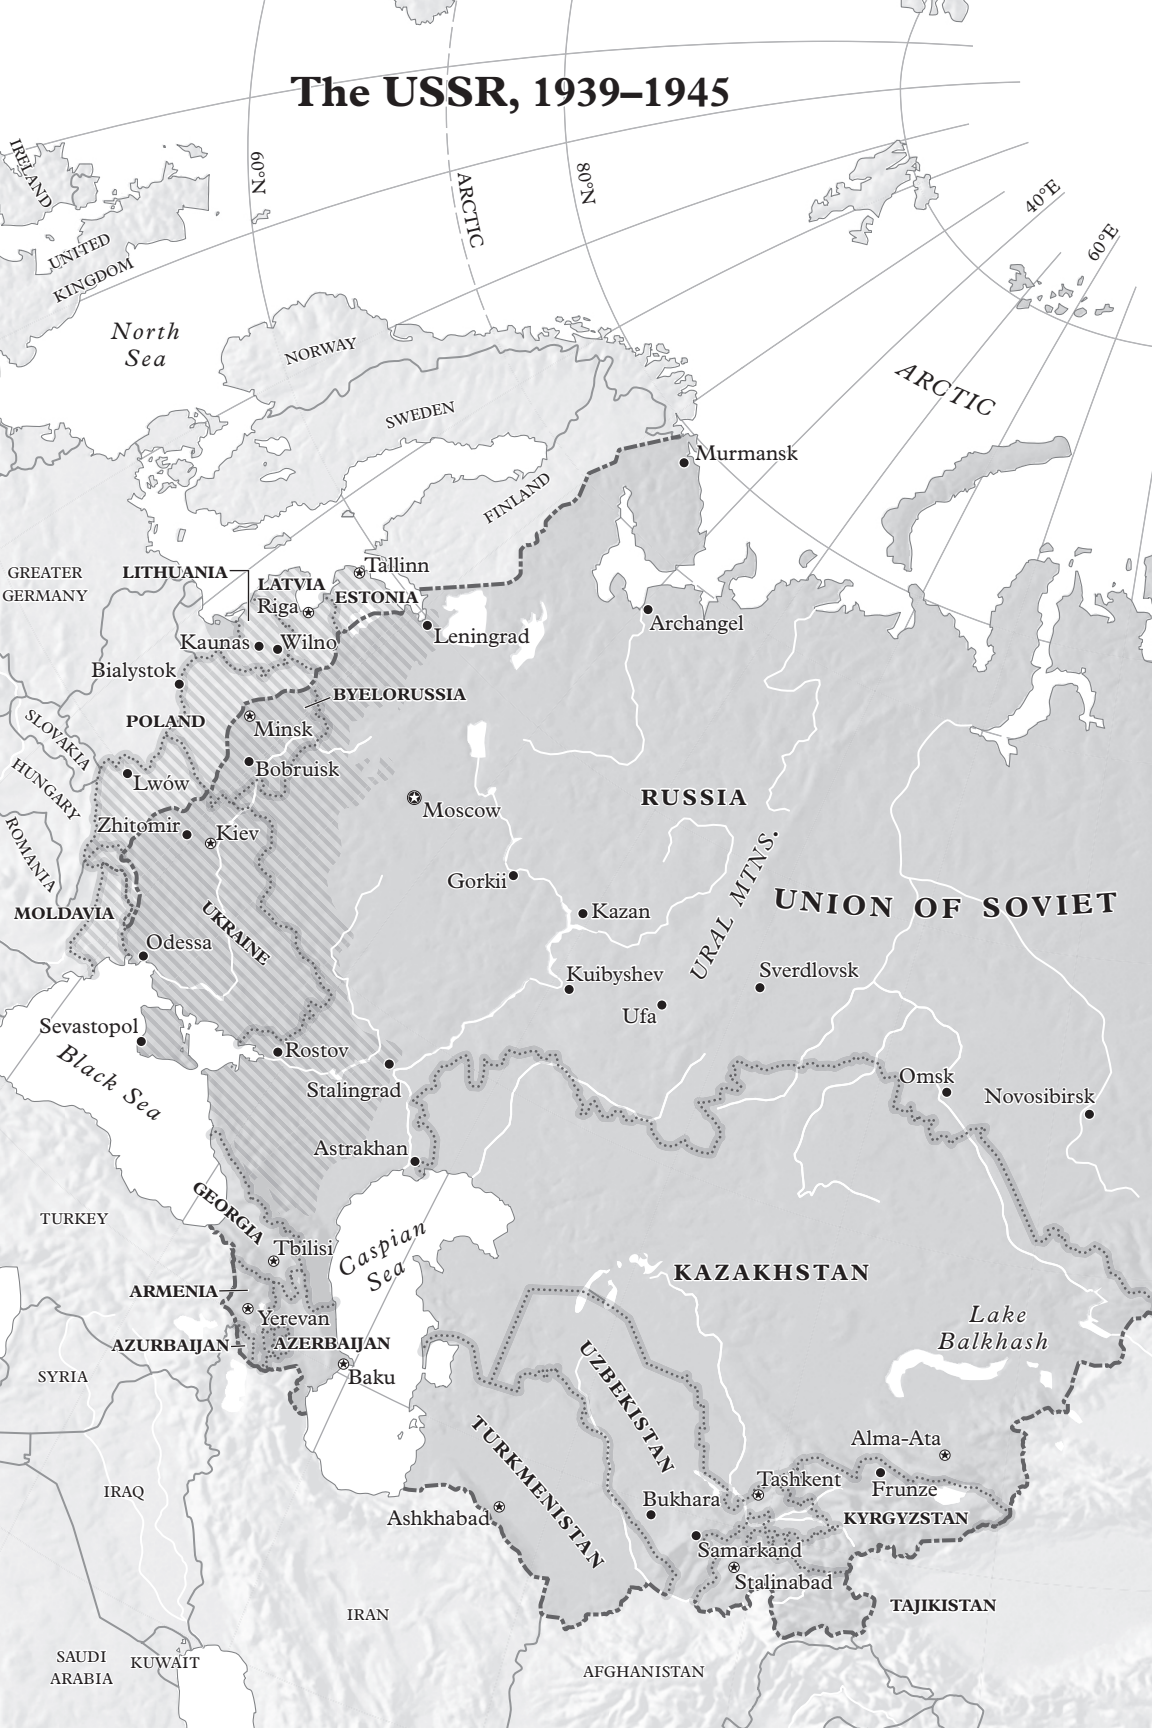 The USSR, 1939–1945
IRELAND
60°N
ARCTIC
80°N
40°E
60°E
UNITED
KINGDOM
North
Sea
NORWAY
ARCTIC
SWEDEN
Murmansk
FINLAND
GREATER
GERMANY
LITHUANIA
LATVIA
Tallinn
ESTONIA
Riga
Leningrad
Archangel
Kaunas
Wilno
Bialystok
BYELORUSSIA
POLAND
Minsk
SLOVAKIA
Bobruisk
Lwów
HUNGARY
Moscow
RUSSIA
Zhitomir
Kiev
ROMANIA
Gorkii
URAL MTNS.
UNION OF SOVIET
MOLDAVIA
UKRAINE
Kazan
Odessa
Kuibyshev
Sverdlovsk
Ufa
Sevastopol
Rostov
Black Sea
Stalingrad
Omsk
Novosibirsk
Astrakhan
TURKEY
GEORGIA
Tbilisi
Caspian
Sea
KAZAKHSTAN
ARMENIA
Yerevan
Lake
Balkhash
AZURBAIJAN
AZERBAIJAN
Baku
SYRIA
UZBEKISTAN
TURKMENISTAN
Alma-Ata
IRAQ
Tashkent
Frunze
Bukhara
Ashkhabad
KYRGYZSTAN
Samarkand
Stalinabad
TAJIKISTAN
IRAN
SAUDI
ARABIA
KUWAIT
AFGHANISTAN